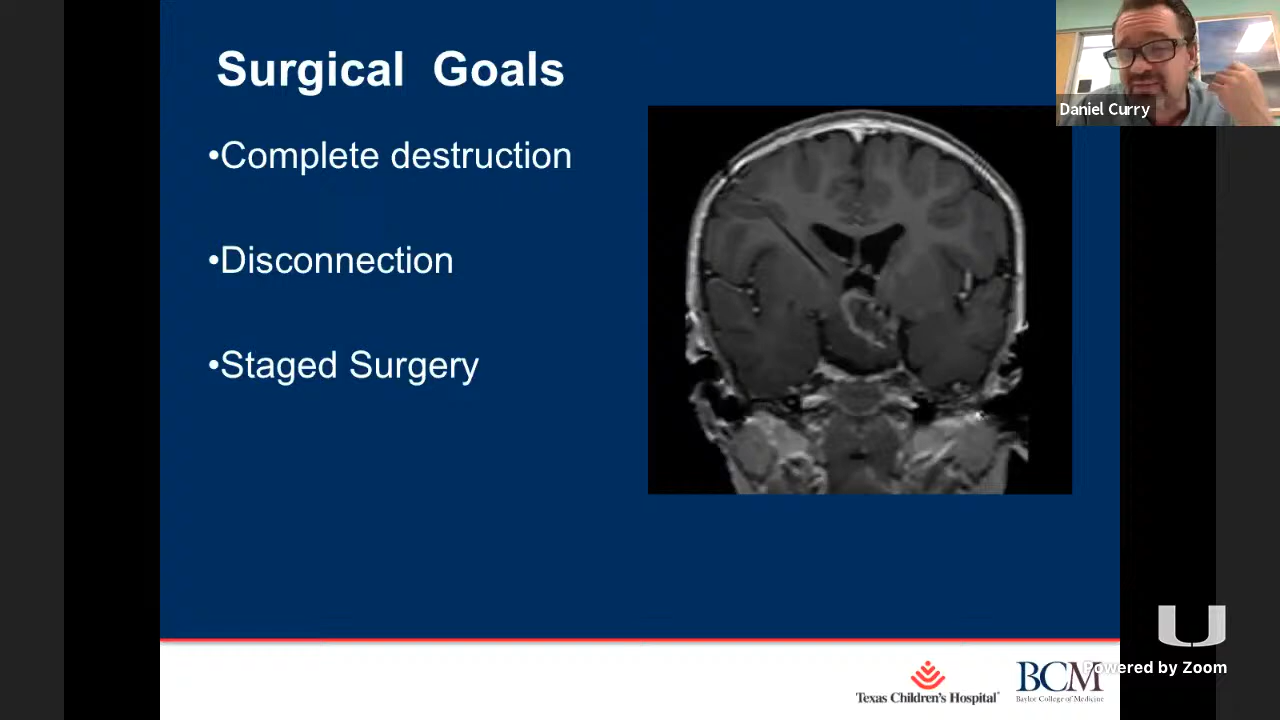 Surgical Goals
•Complete destruction
•Disconnection
•Staged Surgery
Daniel Curry
Texas Children's Hospital®
BCM
Baylor College of Medicine
U
Powered by Zoom